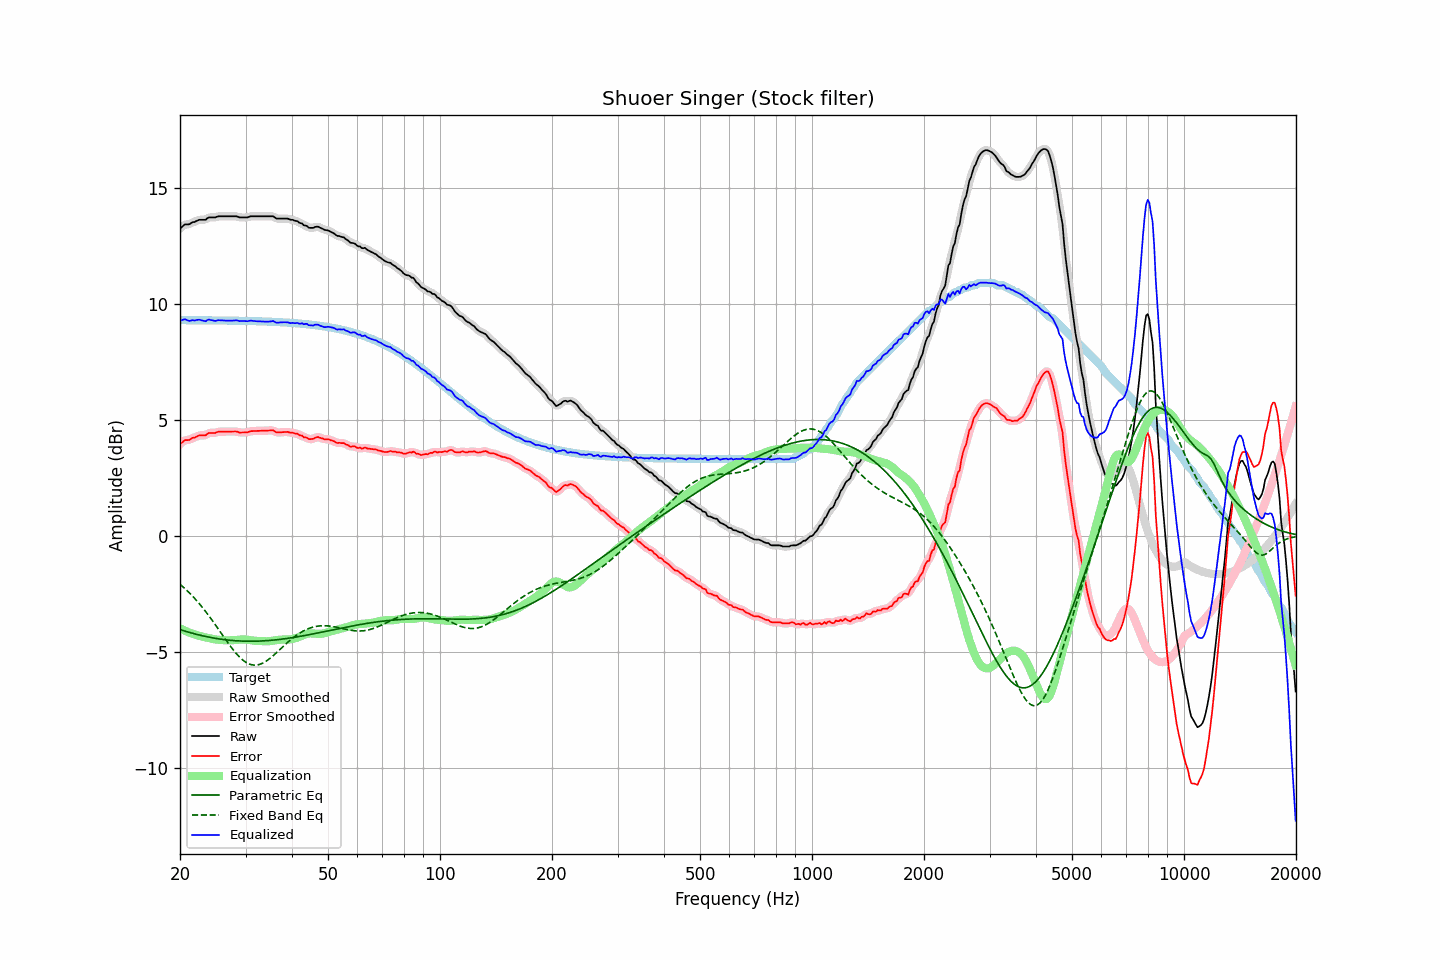 Shuoer Singer (Stock filter)
Amplitude (dBr)
15
10
5
0
−5
−10
Target
Raw Smoothed
Error Smoothed
Raw
Error
Equalization
Parametric Eq
Fixed Band Eq
Equalized
20 50 100 200 500 1000 2000 5000 10000 20000
Frequency (Hz)